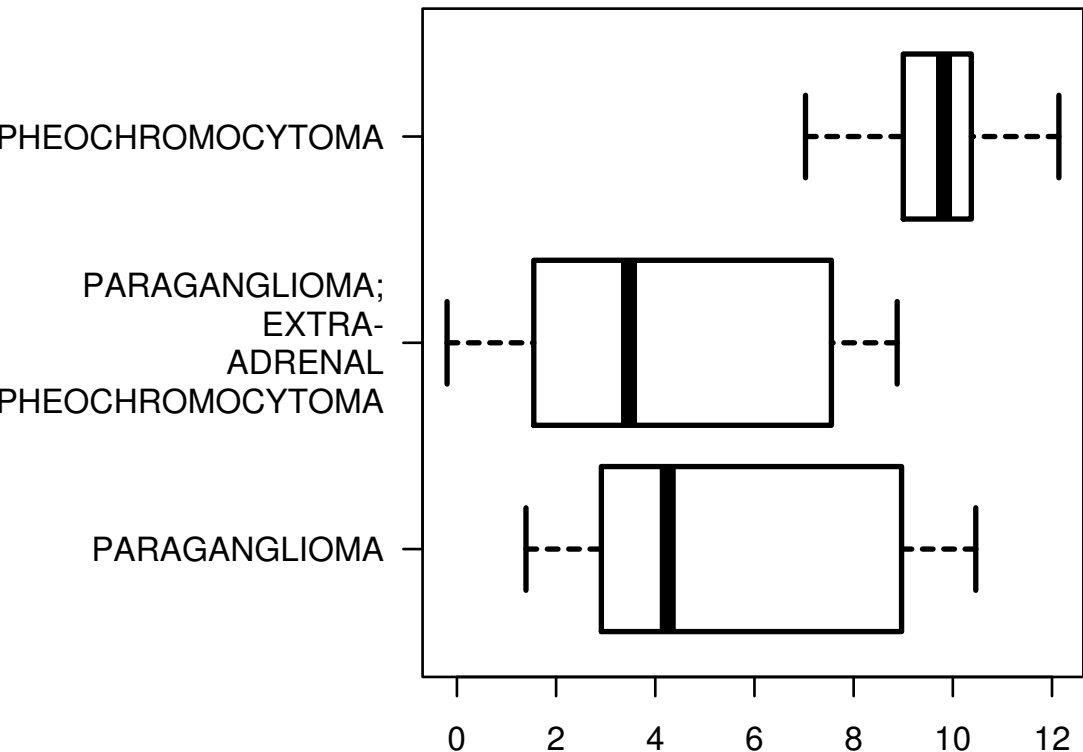 PHEOCHROMOCYTOMA
PARAGANGLIOMA;
EXTRA-
ADRENAL
PHEOCHROMOCYTOMA
PARAGANGLIOMA
0 2 4 6 8 10 12